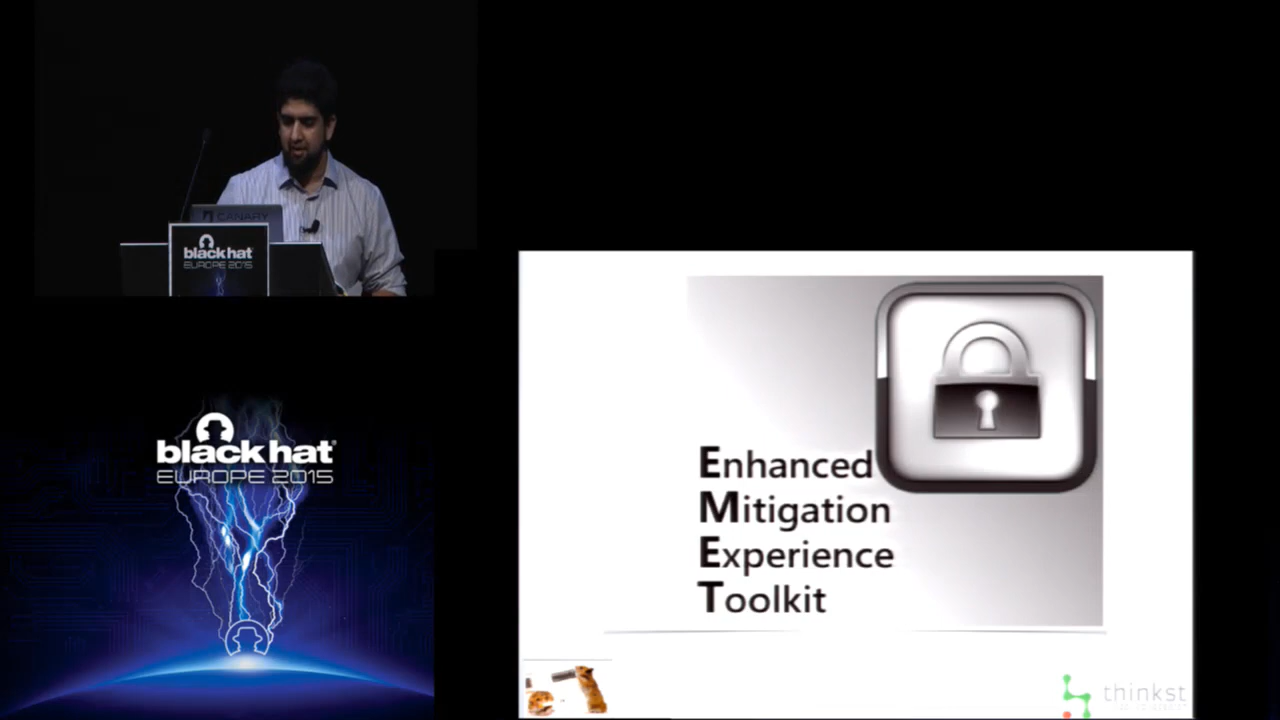 CANARY
black hat
EUROPE 2015
black hat
EUROPE 2015
Enhanced
Mitigation
Experience
Toolkit
thinkst